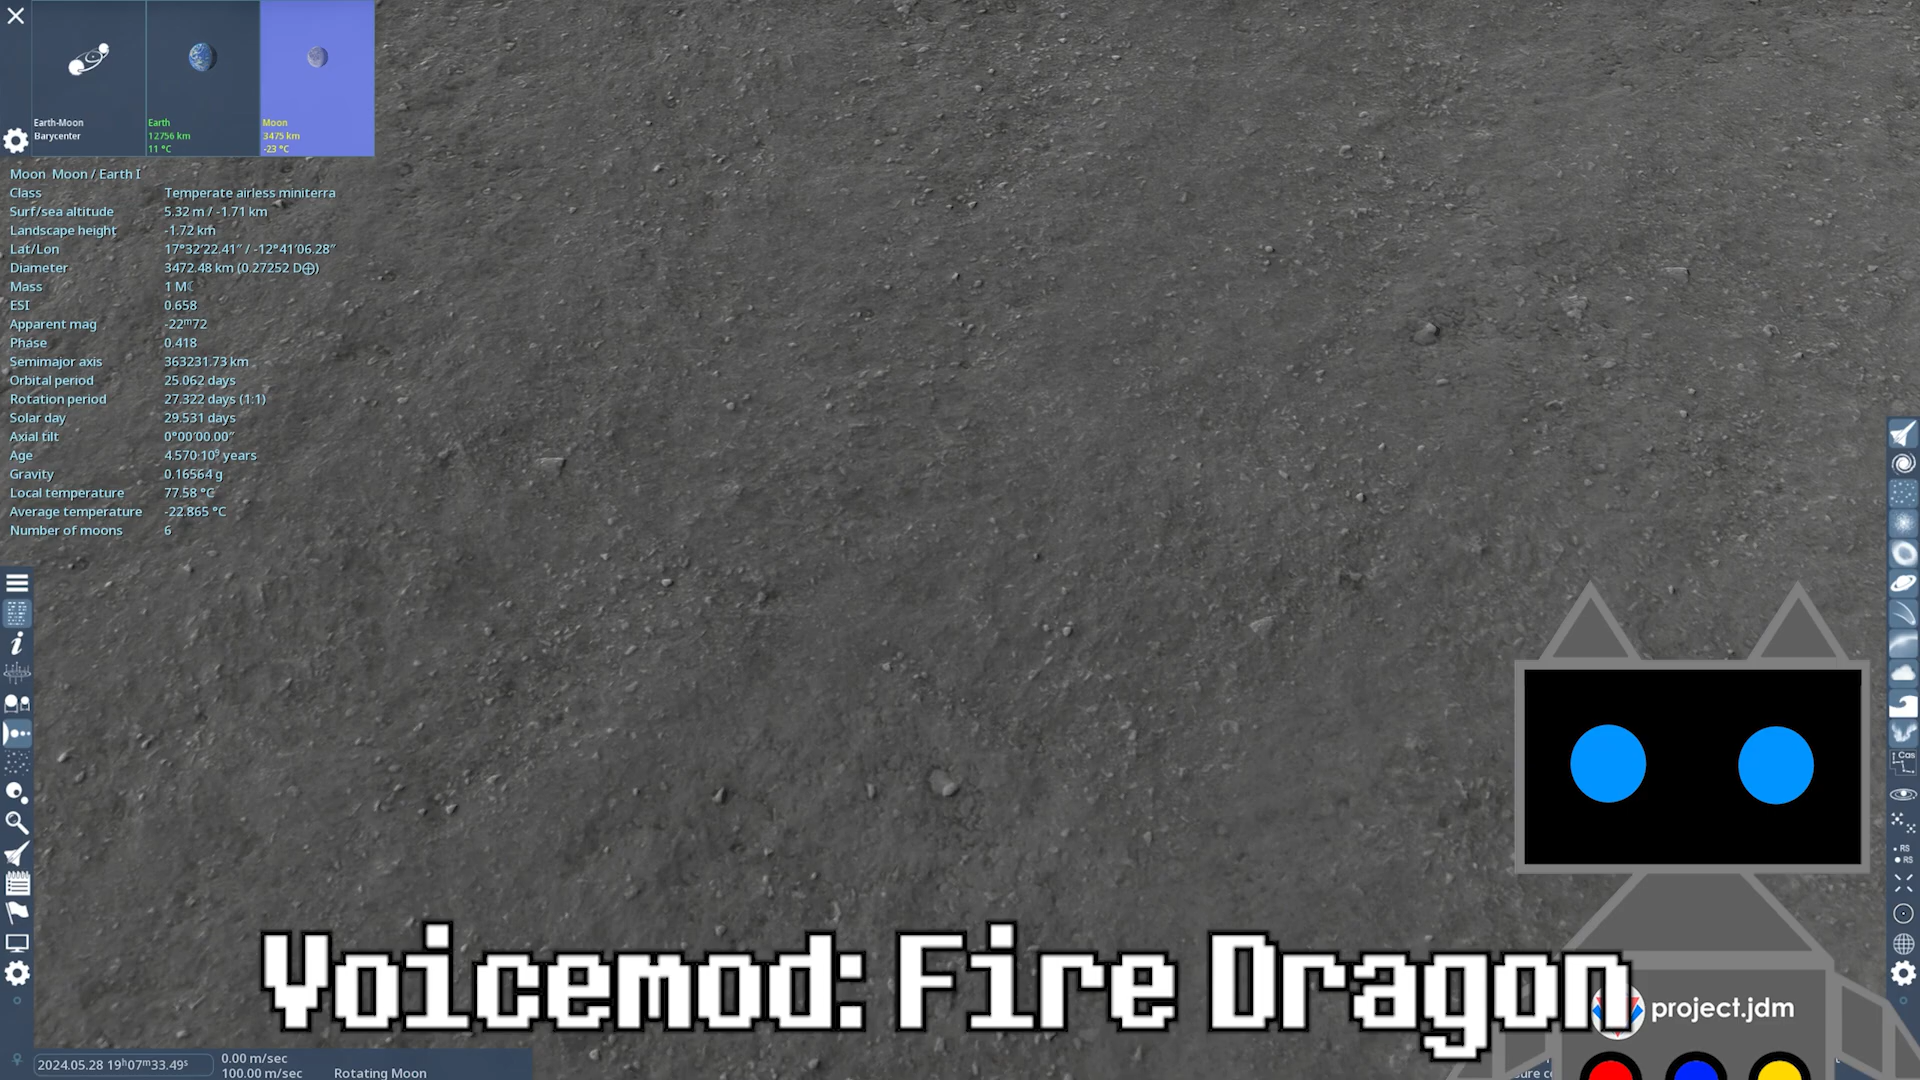 Earth-Moon
Barycenter
Earth
12756 km
11 °C
Moon
3475 km
-23 °C
Moon Moon / Earth I
Class Temperate airless miniterra
Surf/sea altitude 5.32 m / -1.71 km
Landscape height -1.72 km
Lat/Lon 17°32′22.41″ / -12°41′06.28″
Diameter 3472.48 km (0.27252 D⊕)
Mass 1 M☾
ESI 0.658
Apparent mag -22ᵐ72
Phase 0.418
Semimajor axis 363231.73 km
Orbital period 25.062 days
Rotation period 27.322 days (1:1)
Solar day 29.531 days
Axial tilt 0°00′00.00″
Age 4.570·10⁹ years
Gravity 0.16564 g
Local temperature 77.58 °C
Average temperature -22.865 °C
Number of moons 6
Cas
RS
RS
Voicemod: Fire Dragon
project.jdm
2024.05.28 19ʰ07ᵐ33.49ˢ
0.00 m/sec
100.00 m/sec Rotating Moon